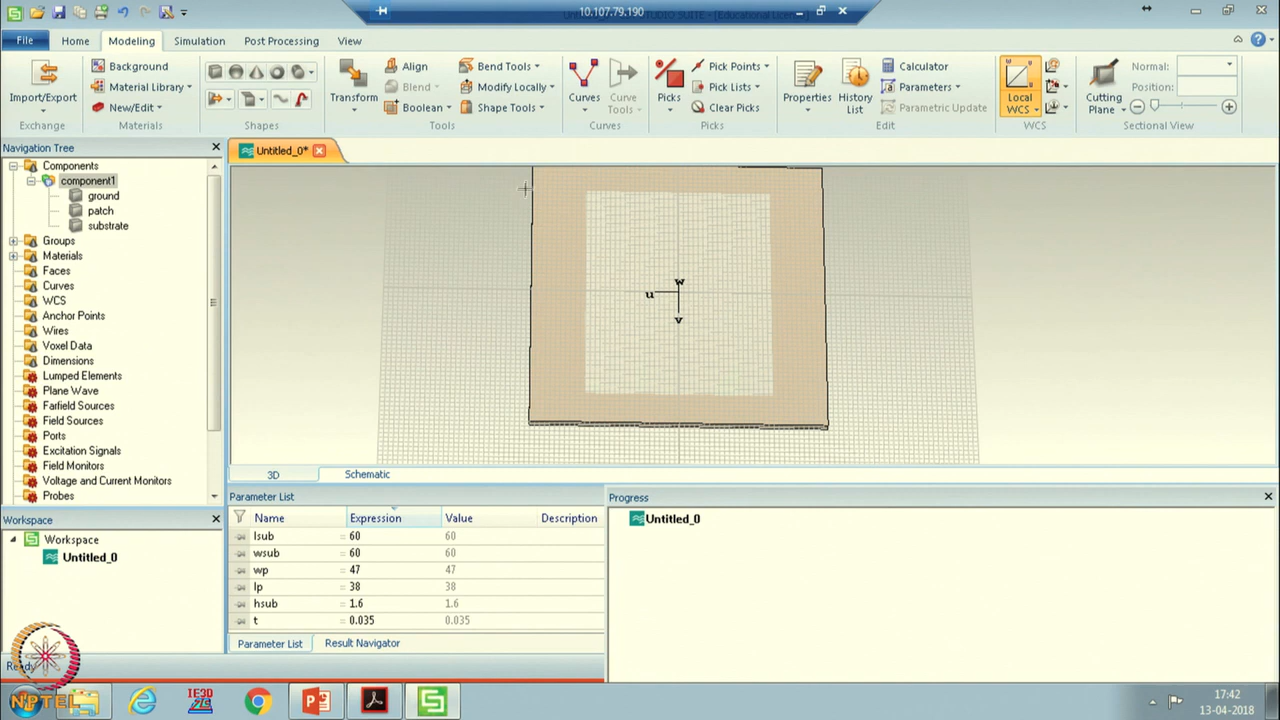 10.107.79.190
File Home Modeling Simulation Post Processing View
Import/Export
Exchange
Background
Material Library
New/Edit
Materials
Shapes
Transform
Align
Blend
Boolean
Bend Tools
Modify Locally
Shape Tools
Tools
Curves
Curve Tools
Curves
Picks
Pick Points
Pick Lists
Clear Picks
Picks
Properties
History List
Calculator
Parameters
Parametric Update
Edit
Local WCS
WCS
Cutting Plane
Normal:
Position:
Sectional View
Navigation Tree
Components
component1
ground
patch
substrate
Groups
Materials
Faces
Curves
WCS
Anchor Points
Wires
Voxel Data
Dimensions
Lumped Elements
Plane Wave
Farfield Sources
Field Sources
Ports
Excitation Signals
Field Monitors
Voltage and Current Monitors
Probes
Untitled_0*
w
u
v
3D Schematic
Workspace
Workspace
Untitled_0
Parameter List
Name Expression Value Description
lsub = 60 60
wsub = 60 60
wp = 47 47
lp = 38 38
hsub = 1.6 1.6
t = 0.035 0.035
Parameter List Result Navigator
Progress
Untitled_0
NPTEL
IE3D
17:42
13-04-2018